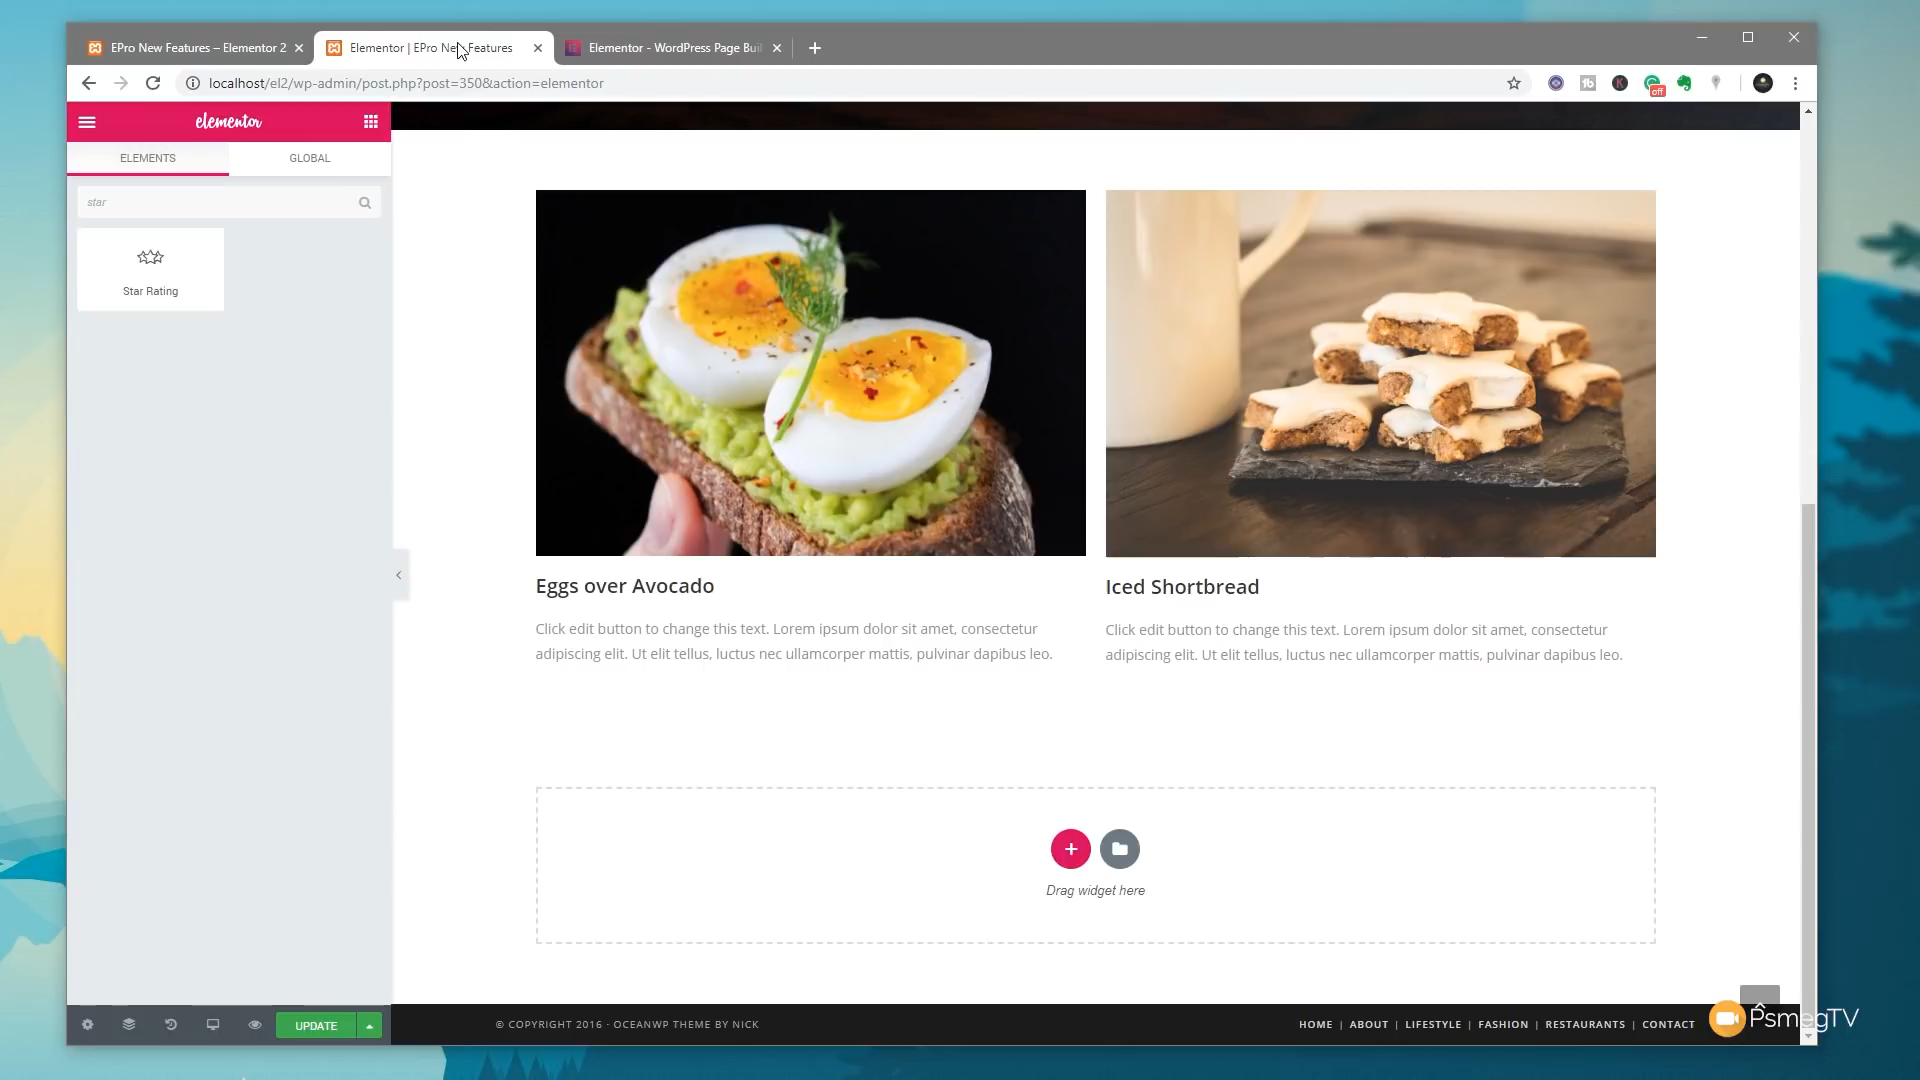 EPro New Features – Elementor 2
Elementor | EPro New Features
Elementor - WordPress Page Bui
localhost/el2/wp-admin/post.php?post=350&action=elementor
off
elementor
ELEMENTS
GLOBAL
star
Star Rating
Eggs over Avocado
Click edit button to change this text. Lorem ipsum dolor sit amet, consectetur
adipiscing elit. Ut elit tellus, luctus nec ullamcorper mattis, pulvinar dapibus leo.
Iced Shortbread
Click edit button to change this text. Lorem ipsum dolor sit amet, consectetur
adipiscing elit. Ut elit tellus, luctus nec ullamcorper mattis, pulvinar dapibus leo.
Drag widget here
UPDATE
© COPYRIGHT 2016 - OCEANWP THEME BY NICK
HOME | ABOUT | LIFESTYLE | FASHION | RESTAURANTS | CONTACT
PsmegTV